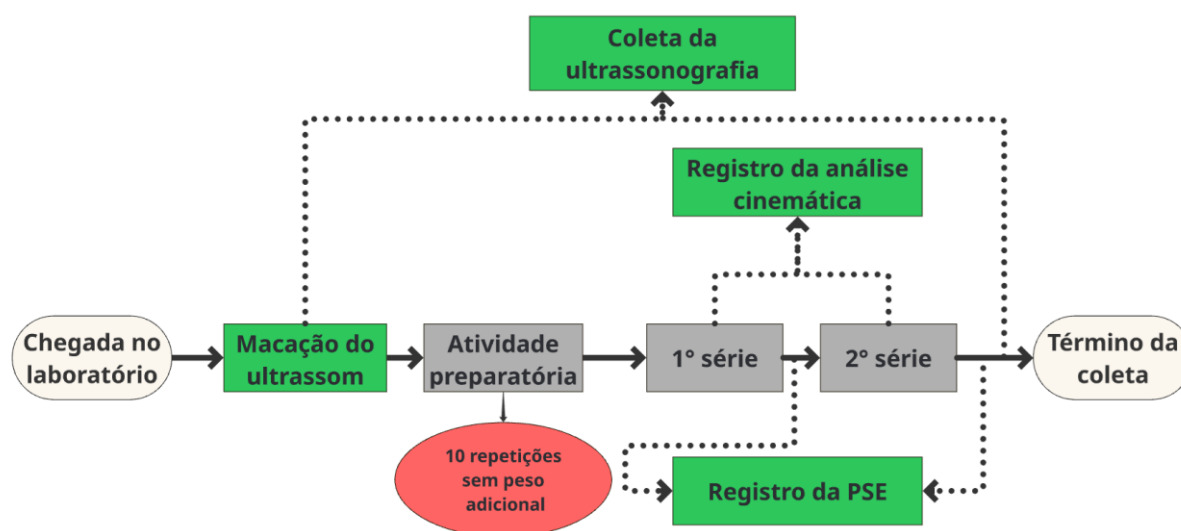 Coleta da
ultrassonografia
Registro da análise
cinemática
Chegada no
laboratório
Macação do
ultrassom
Atividade
preparatória
1° série
2° série
Término da
coleta
10 repetições
sem peso
adicional
Registro da PSE